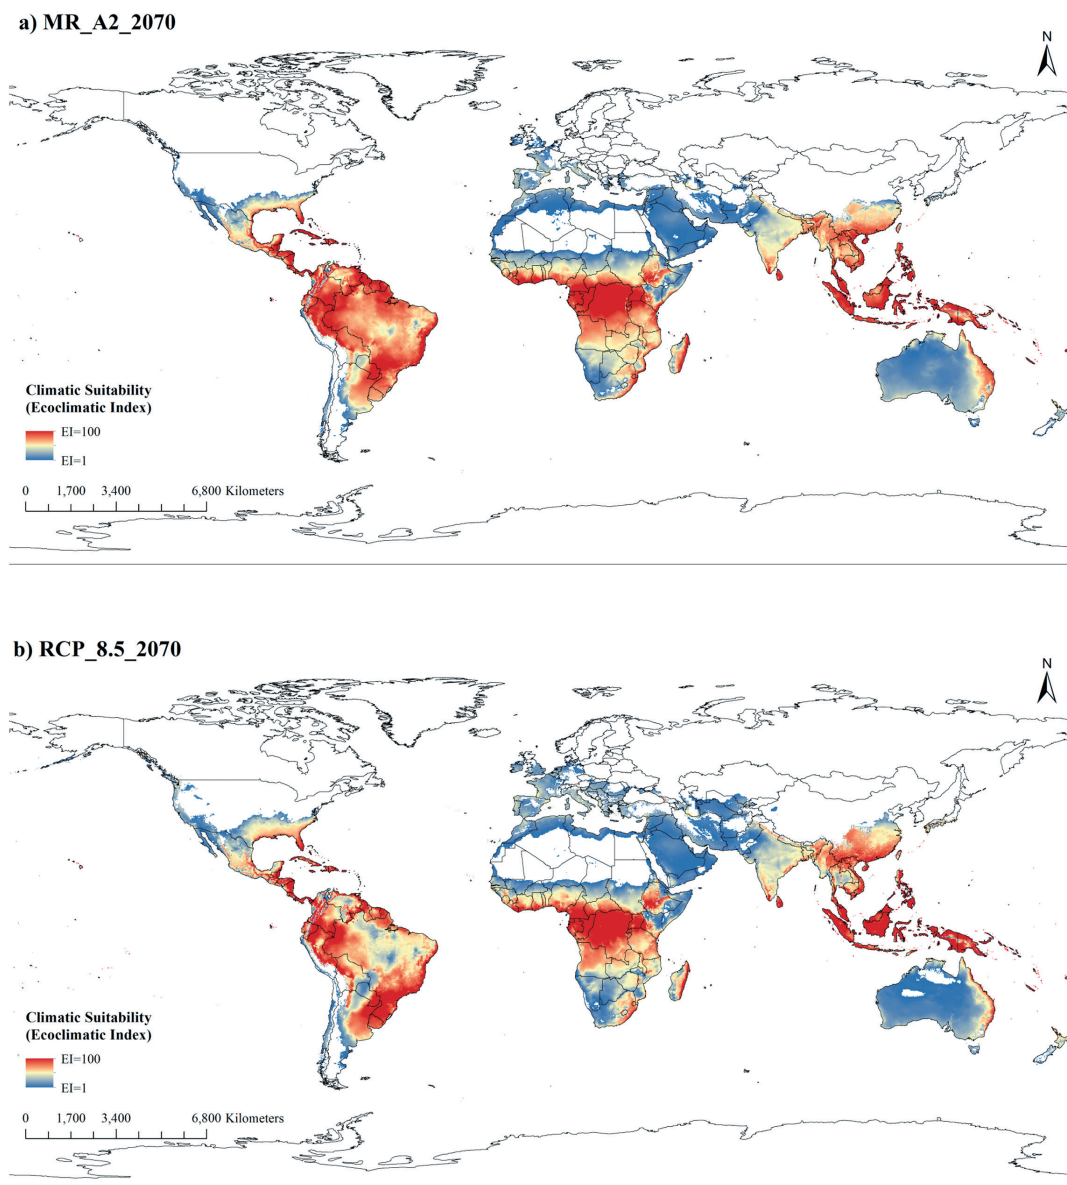 a) MR_A2_2070
N
Climatic Suitability
(Ecoclimatic Index)
EI=100
EI=1
0 1,700 3,400 6,800 Kilometers
b) RCP_8.5_2070
N
Climatic Suitability
(Ecoclimatic Index)
EI=100
EI=1
0 1,700 3,400 6,800 Kilometers